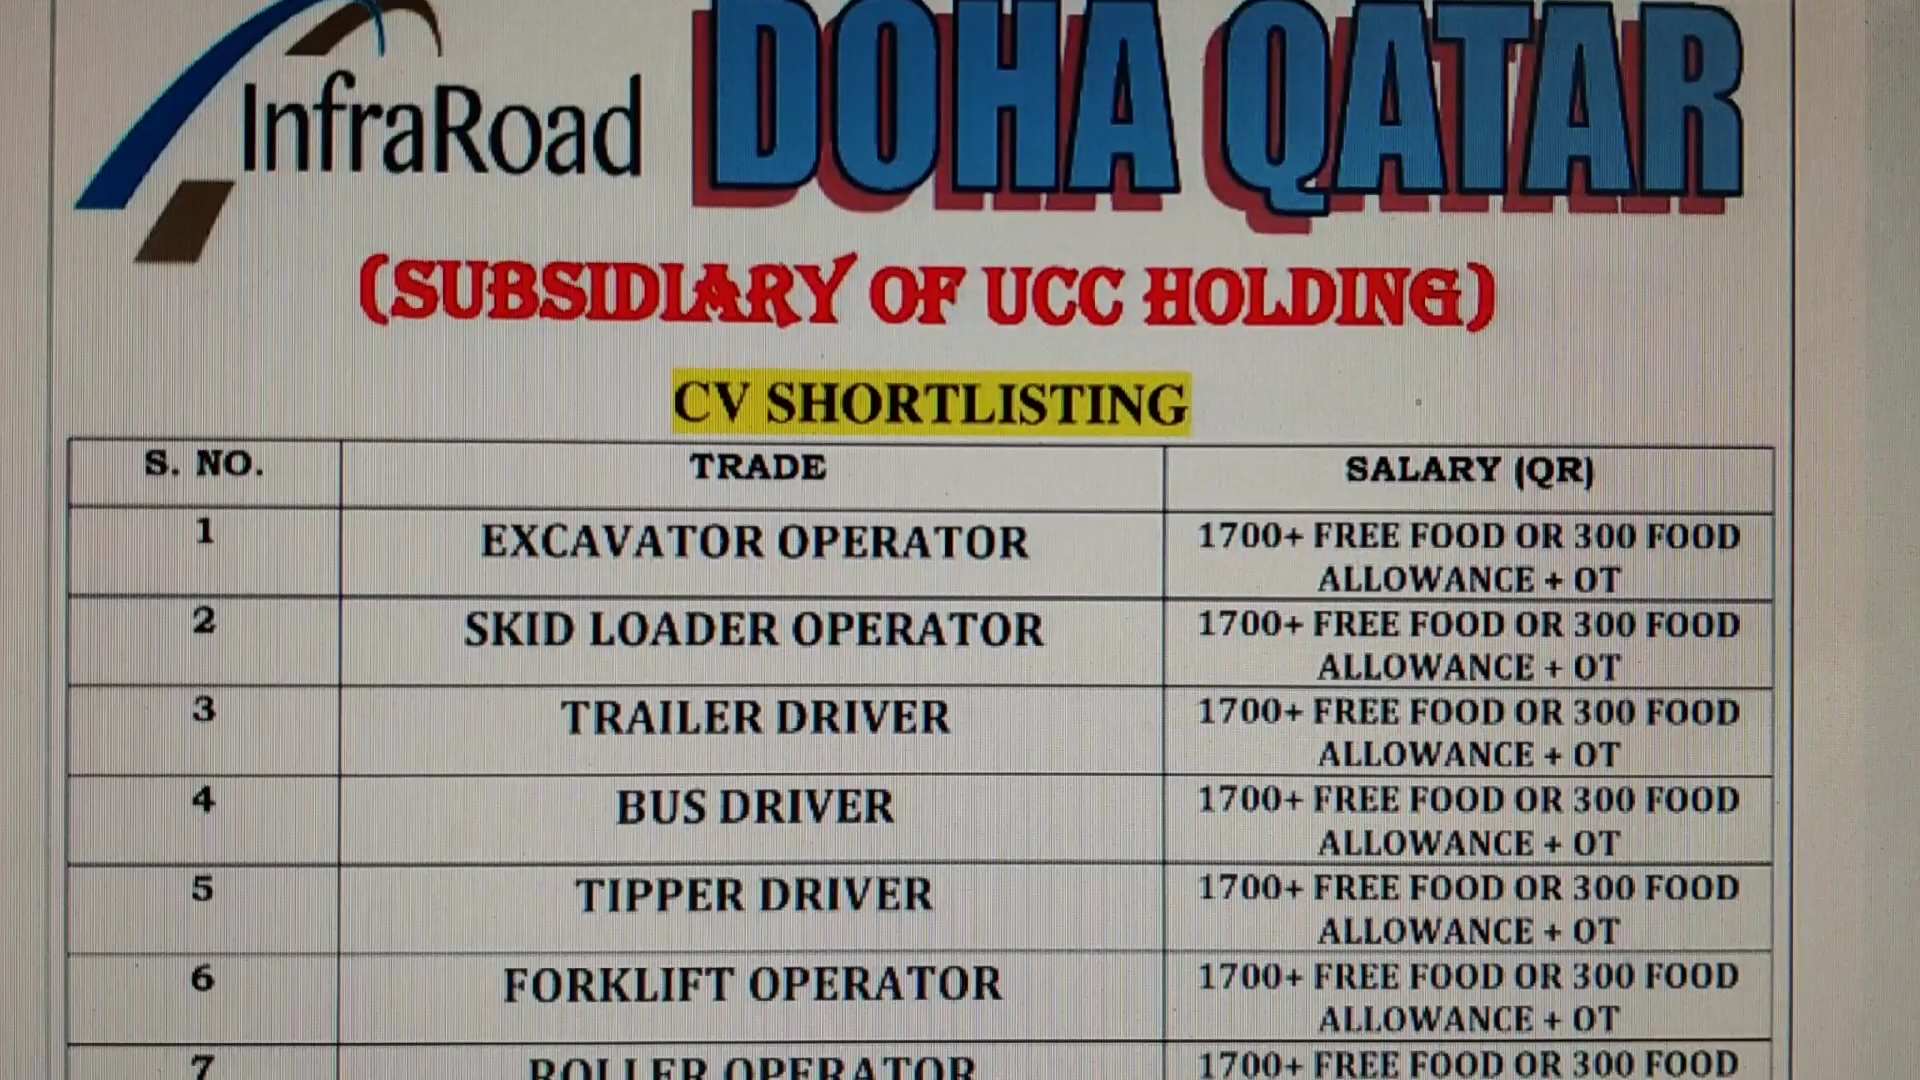 InfraRoad
DOHA QATAR
(SUBSIDIARY OF UCC HOLDING)
CV SHORTLISTING
S. NO. TRADE SALARY (QR)
1 EXCAVATOR OPERATOR 1700+ FREE FOOD OR 300 FOOD
ALLOWANCE + OT
2 SKID LOADER OPERATOR 1700+ FREE FOOD OR 300 FOOD
ALLOWANCE + OT
3 TRAILER DRIVER 1700+ FREE FOOD OR 300 FOOD
ALLOWANCE + OT
4 BUS DRIVER 1700+ FREE FOOD OR 300 FOOD
ALLOWANCE + OT
5 TIPPER DRIVER 1700+ FREE FOOD OR 300 FOOD
ALLOWANCE + OT
6 FORKLIFT OPERATOR 1700+ FREE FOOD OR 300 FOOD
ALLOWANCE + OT
7 ROLLER OPERATOR 1700+ FREE FOOD OR 300 FOOD